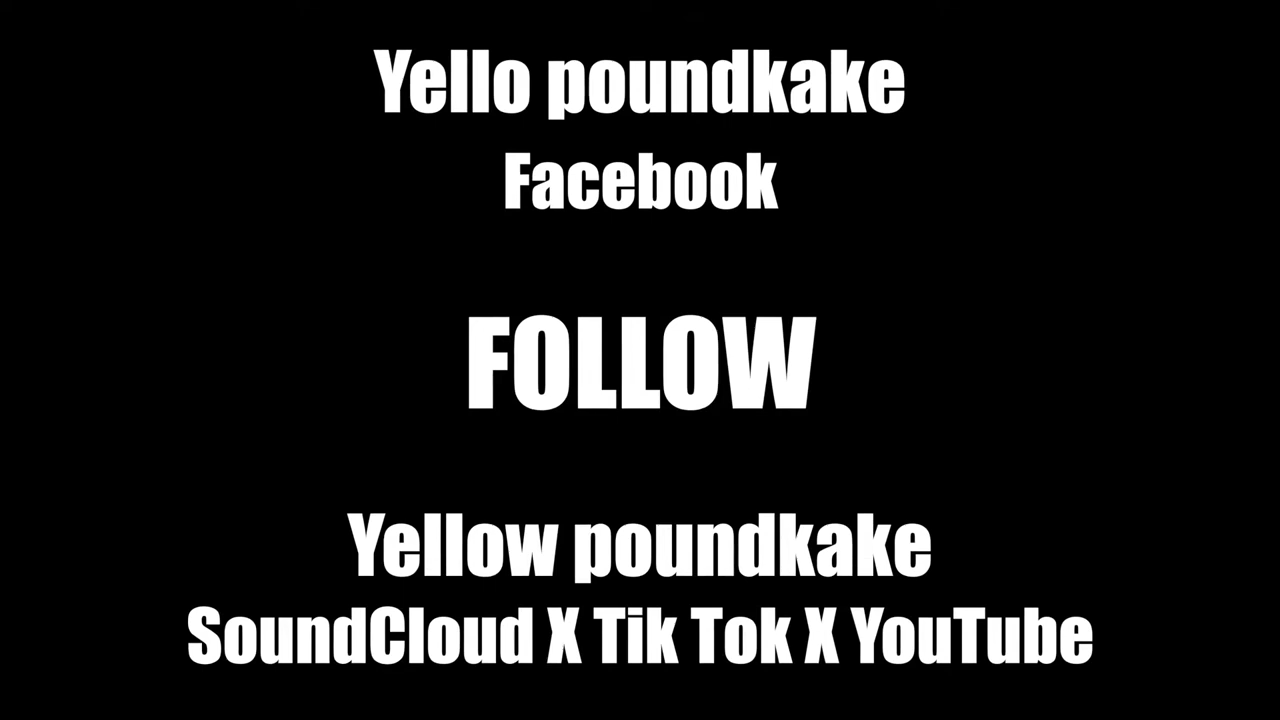 Yello poundkake
Facebook
FOLLOW
Yellow poundkake
SoundCloud X Tik Tok X YouTube